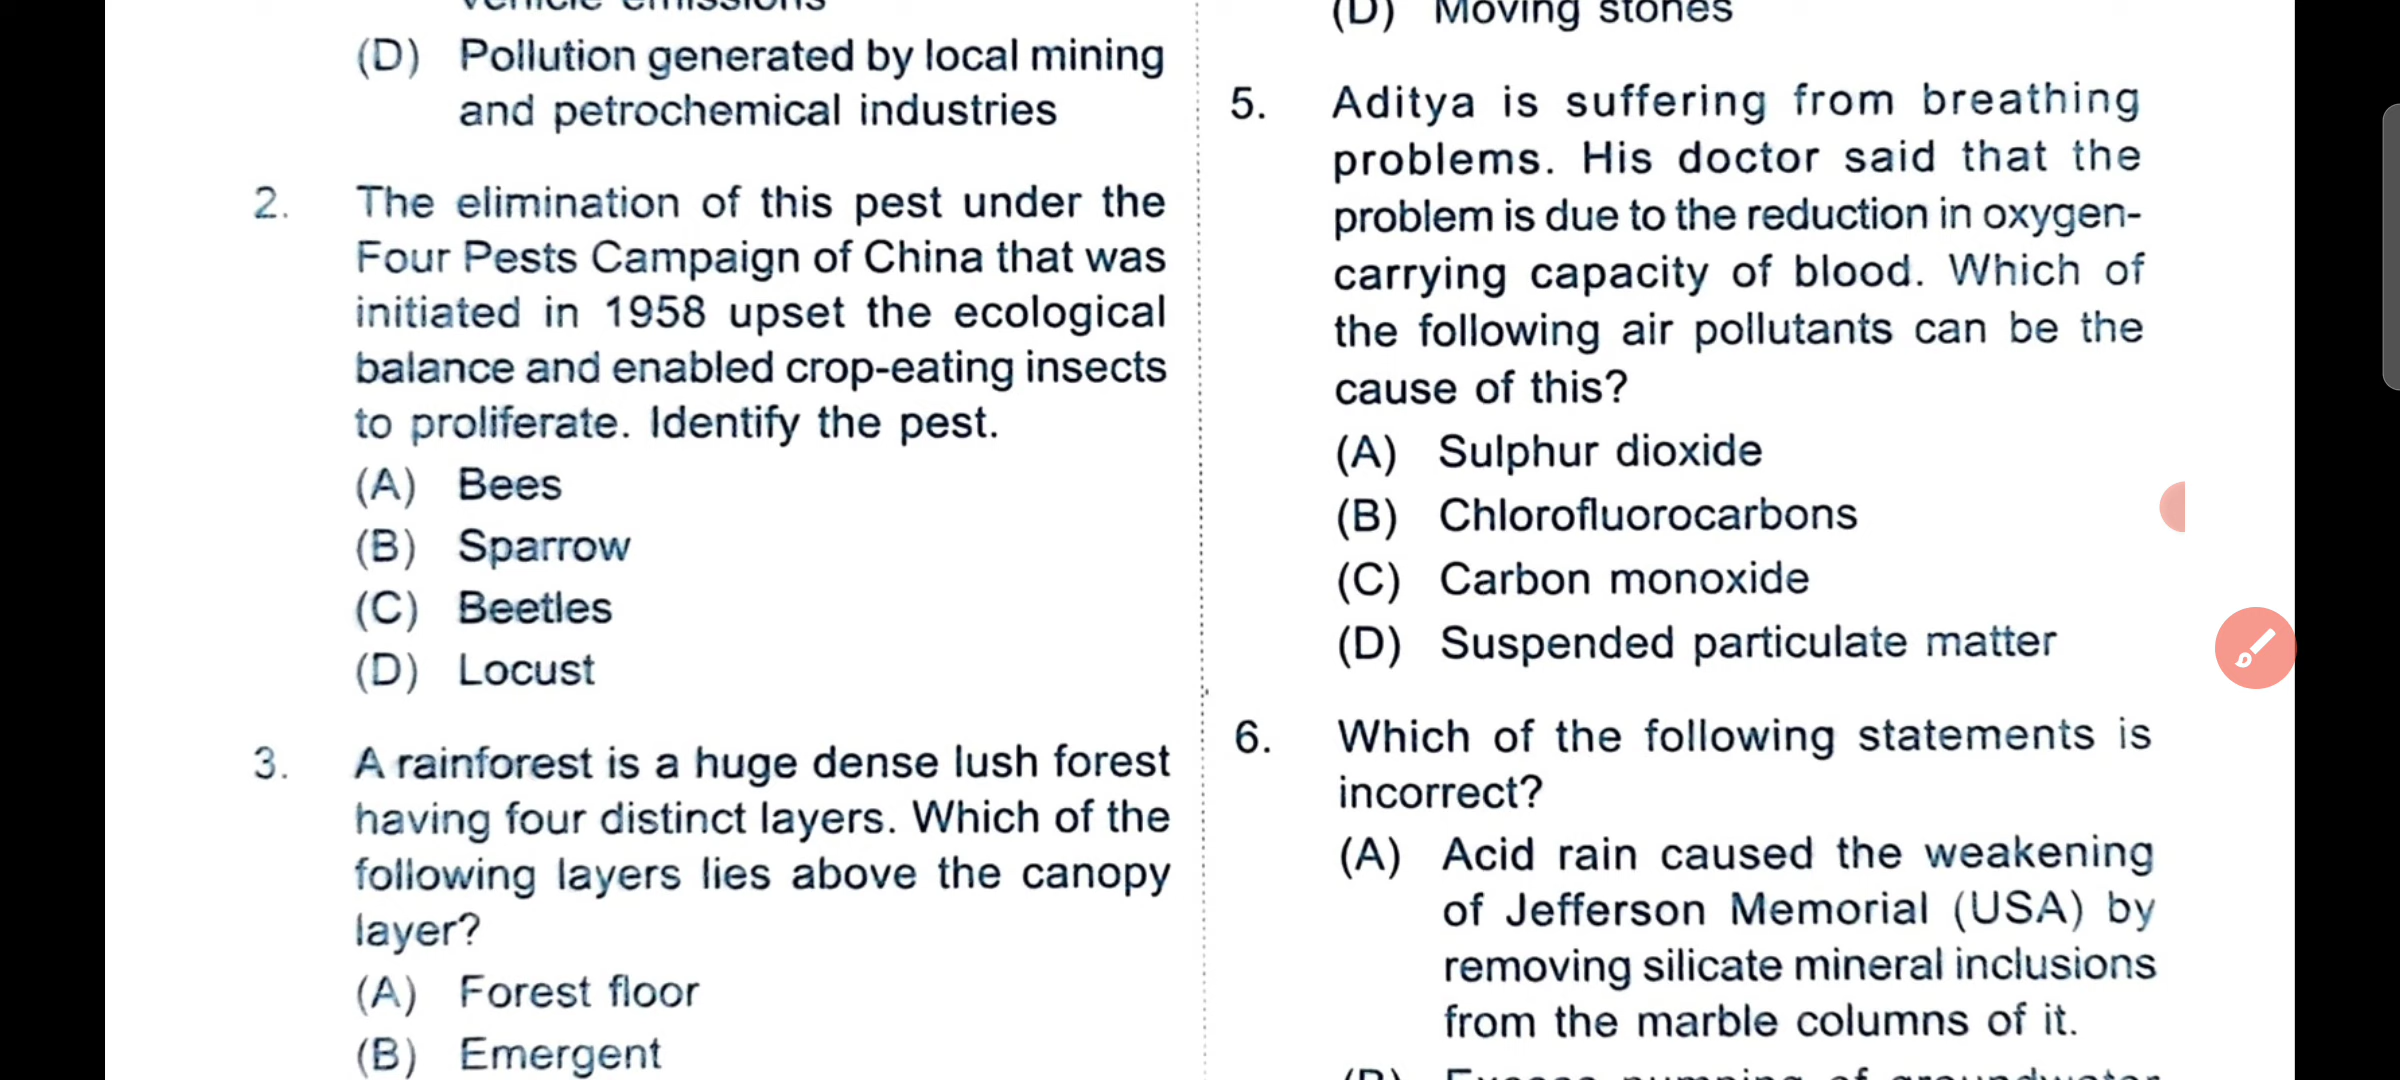 vehicle emissions
(D) Pollution generated by local mining
and petrochemical industries
2. The elimination of this pest under the
Four Pests Campaign of China that was
initiated in 1958 upset the ecological
balance and enabled crop-eating insects
to proliferate. Identify the pest.
(A) Bees
(B) Sparrow
(C) Beetles
(D) Locust
3. A rainforest is a huge dense lush forest
having four distinct layers. Which of the
following layers lies above the canopy
layer?
(A) Forest floor
(B) Emergent
(D) Moving stones
5. Aditya is suffering from breathing
problems. His doctor said that the
problem is due to the reduction in oxygen-
carrying capacity of blood. Which of
the following air pollutants can be the
cause of this?
(A) Sulphur dioxide
(B) Chlorofluorocarbons
(C) Carbon monoxide
(D) Suspended particulate matter
6. Which of the following statements is
incorrect?
(A) Acid rain caused the weakening
of Jefferson Memorial (USA) by
removing silicate mineral inclusions
from the marble columns of it.
(B) Excess pumping of groundwater